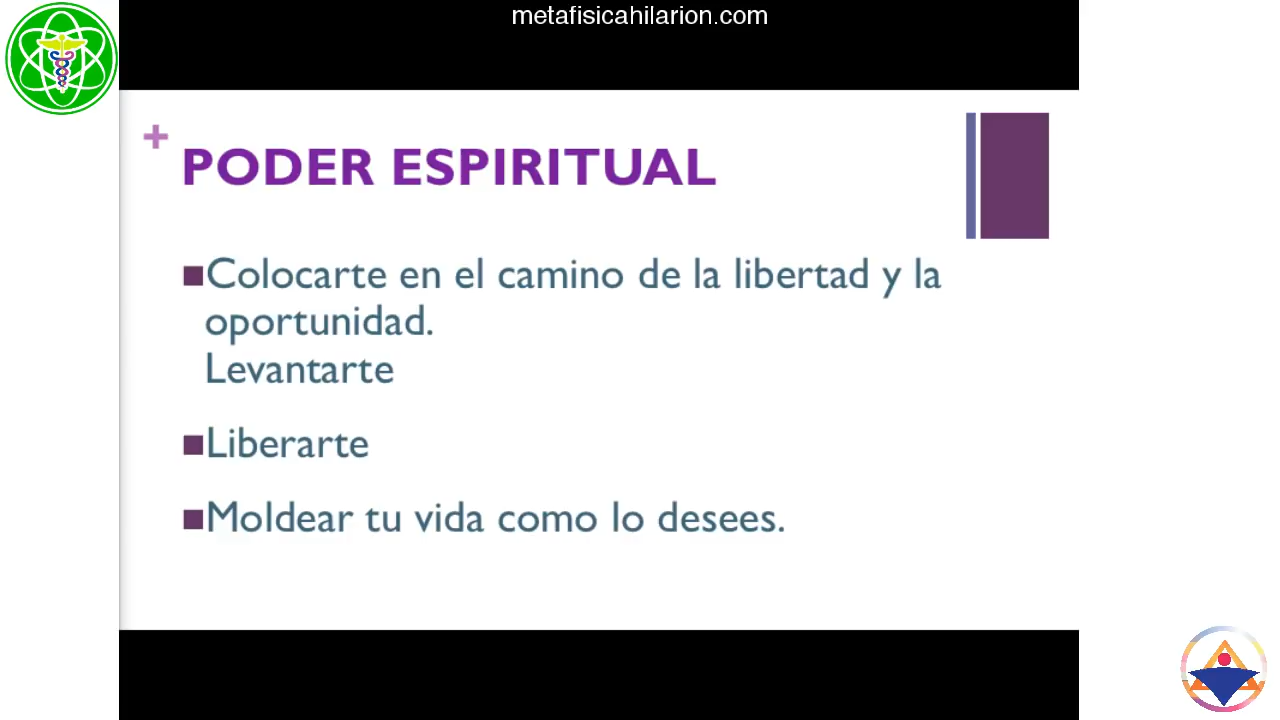 metafisicahilarion.com
+
PODER ESPIRITUAL
■Colocarte en el camino de la libertad y la
oportunidad.
Levantarte
■Liberarte
■Moldear tu vida como lo desees.